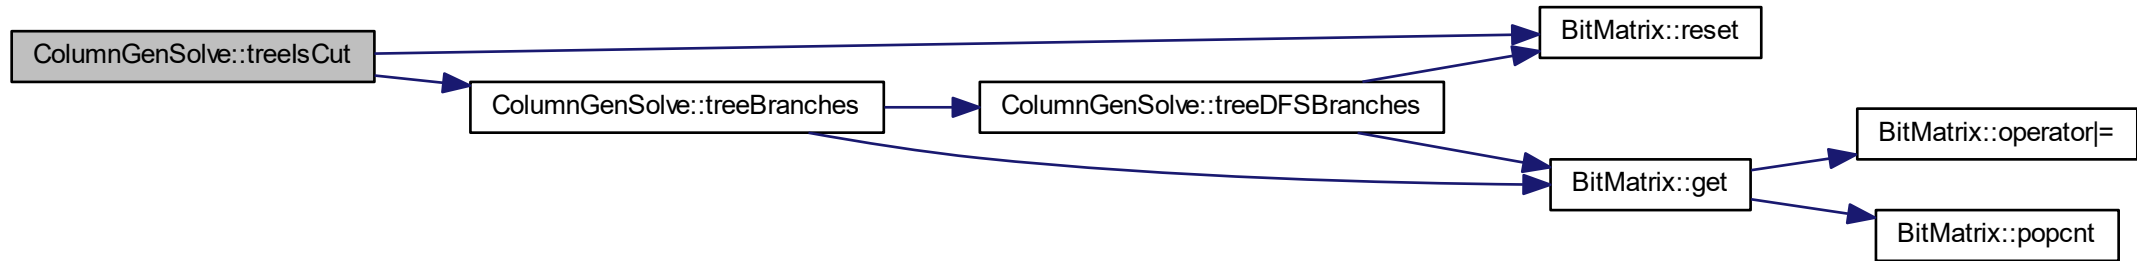 ColumnGenSolve::treeIsCut
BitMatrix::reset
ColumnGenSolve::treeBranches
ColumnGenSolve::treeDFSBranches
BitMatrix::get
BitMatrix::operator|=
BitMatrix::popcnt